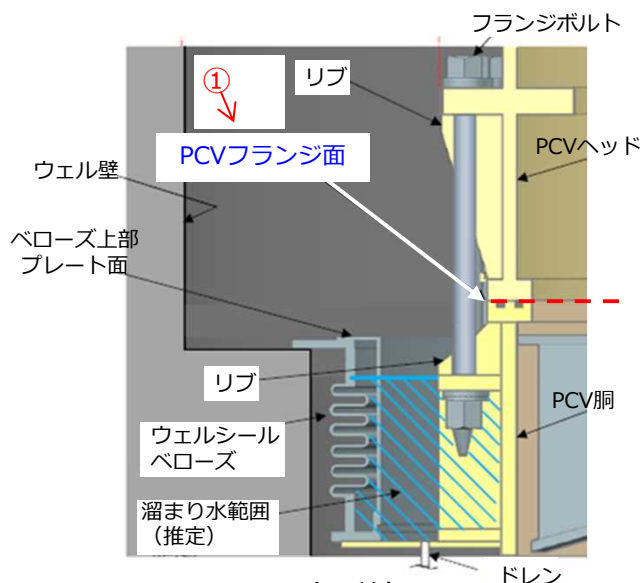 フランジボルト
①
リブ
PCVフランジ面
PCVヘッド
ウェル壁
ベローズ上部
プレート面
リブ
PCV胴
ウェルシール
ベローズ
溜まり水範囲
（推定）
ドレン